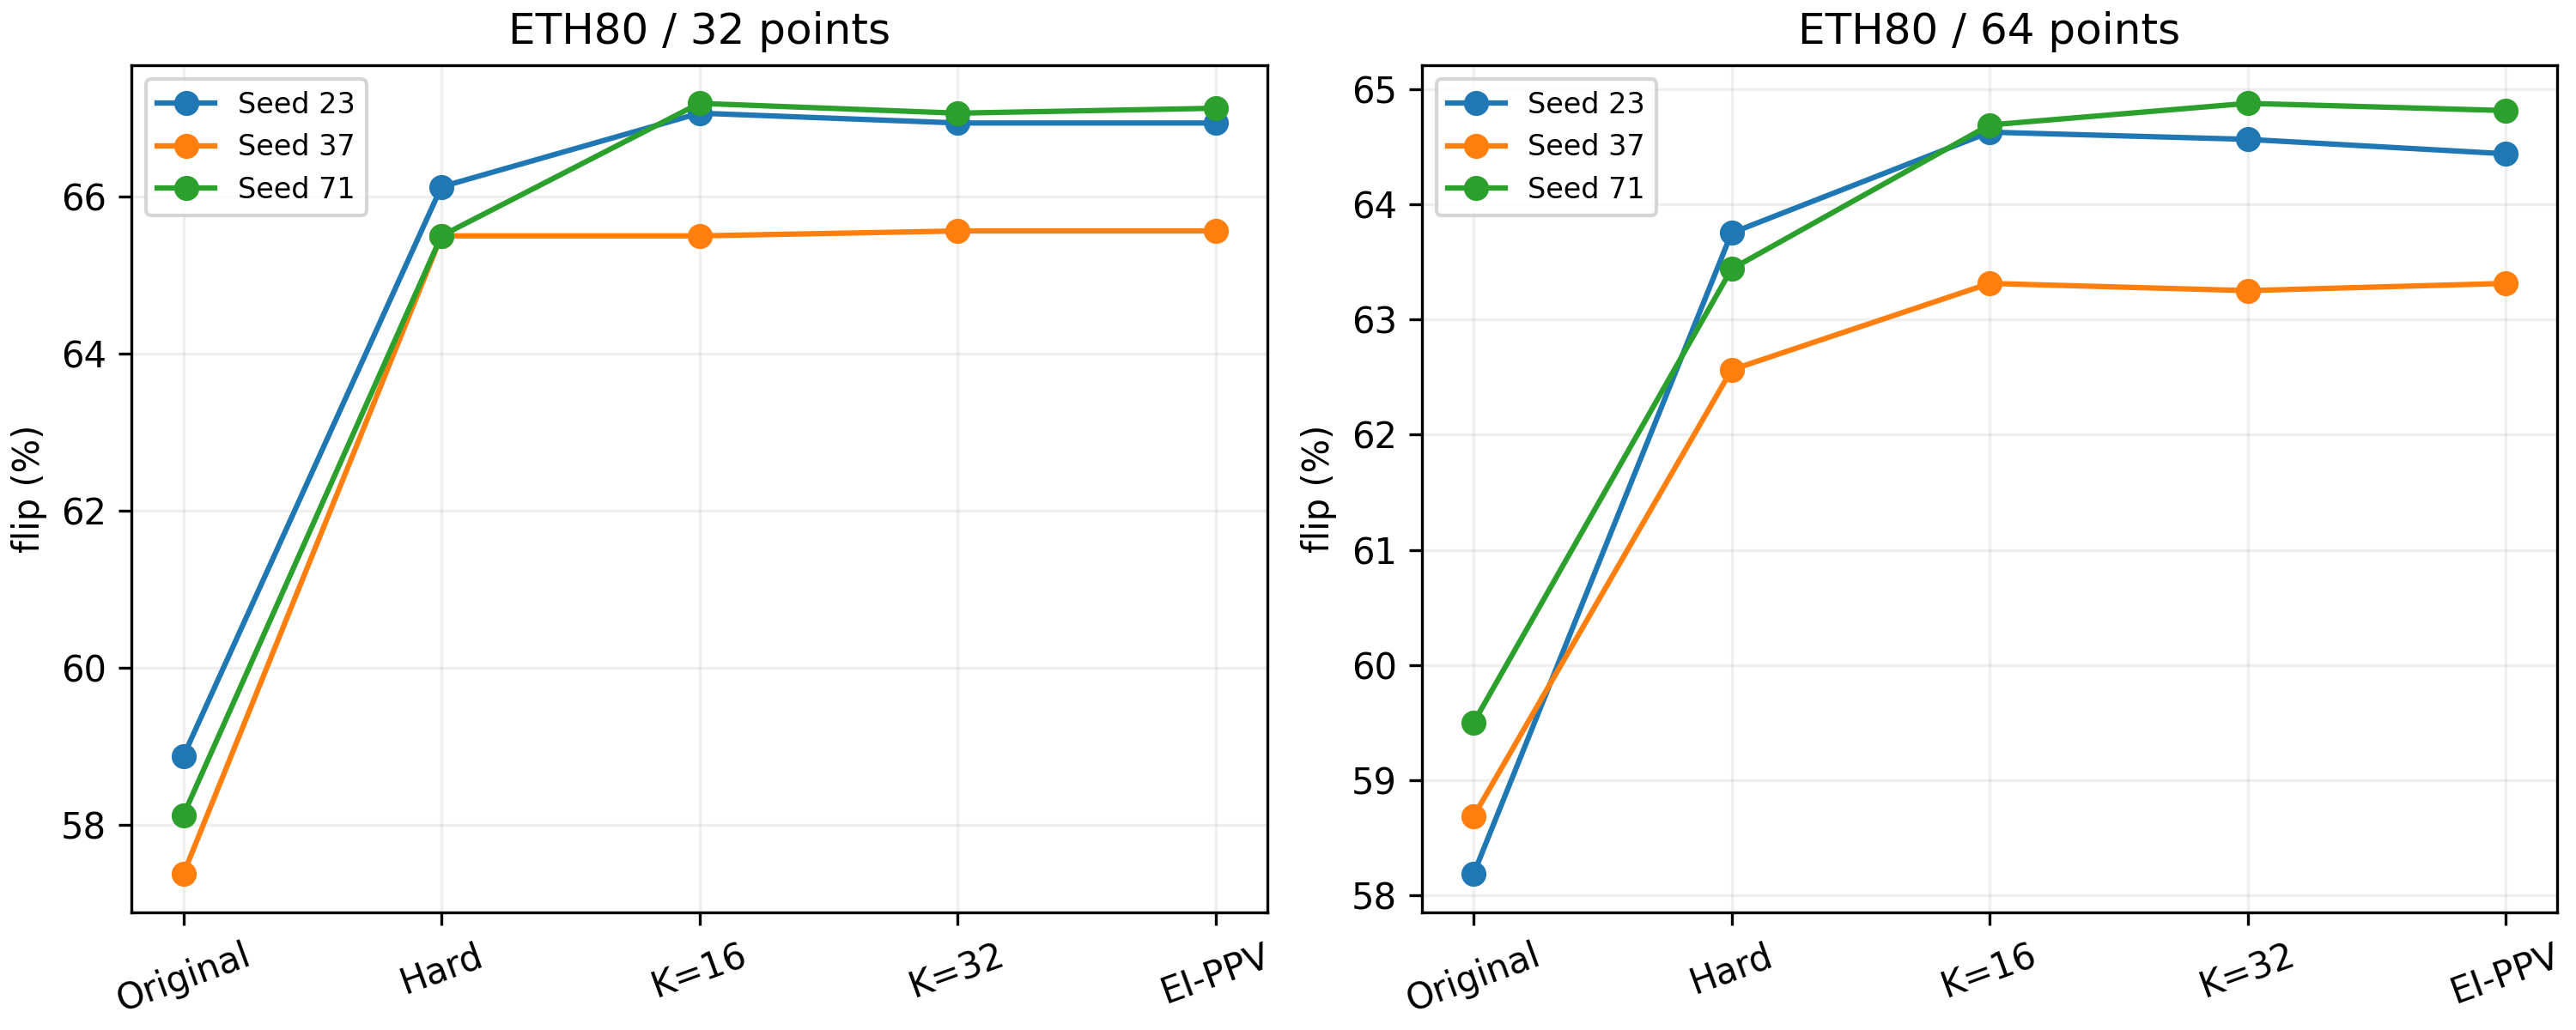 ETH80 / 32 points
Seed 23
Seed 37
Seed 71
66
64
62
60
58
flip (%)
Original
Hard
K=16
K=32
EI-PPV
ETH80 / 64 points
Seed 23
Seed 37
Seed 71
65
64
63
62
61
60
59
58
flip (%)
Original
Hard
K=16
K=32
EI-PPV